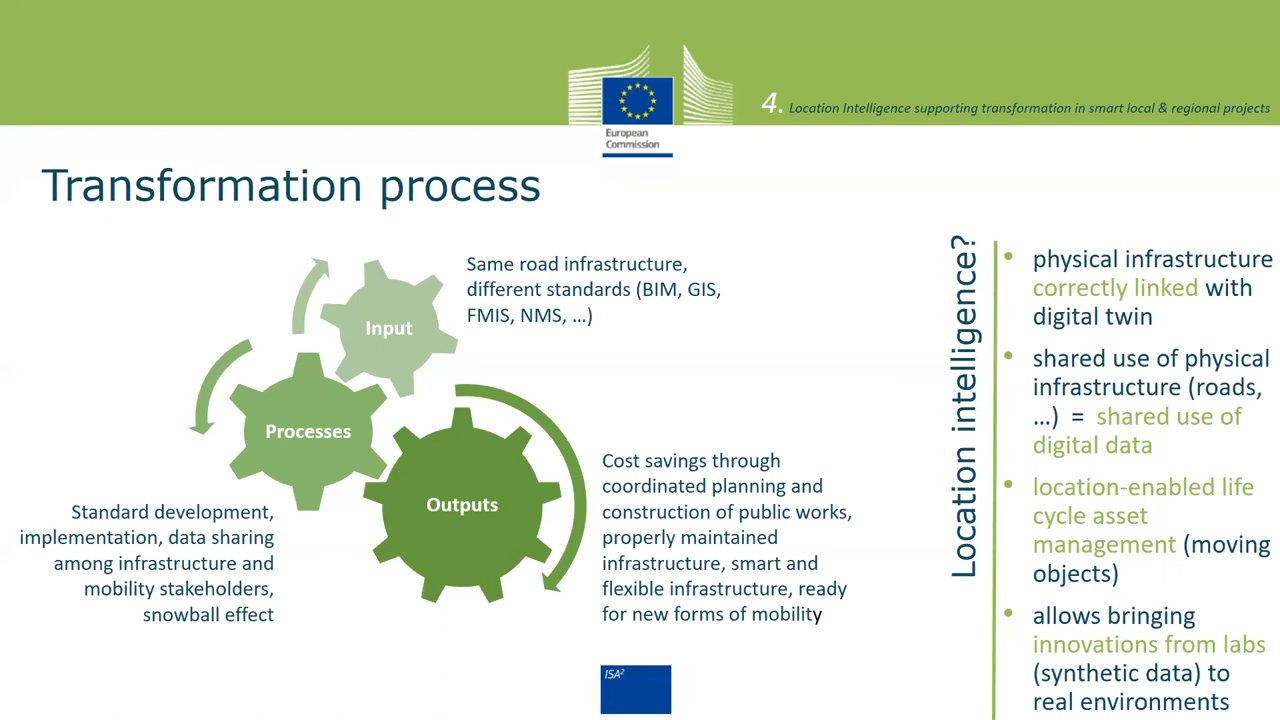 4. Location Intelligence supporting transformation in smart local & regional projects
European
Commission
Transformation process
Input
Same road infrastructure,
different standards (BIM, GIS,
FMIS, NMS, …)
Processes
Standard development,
implementation, data sharing
among infrastructure and
mobility stakeholders,
snowball effect
Outputs
Cost savings through
coordinated planning and
construction of public works,
properly maintained
infrastructure, smart and
flexible infrastructure, ready
for new forms of mobility
Location intelligence?
• physical infrastructure
correctly linked with
digital twin
• shared use of physical
infrastructure (roads,
…) = shared use of
digital data
• location-enabled life
cycle asset
management (moving
objects)
• allows bringing
innovations from labs
(synthetic data) to
real environments
ISA²